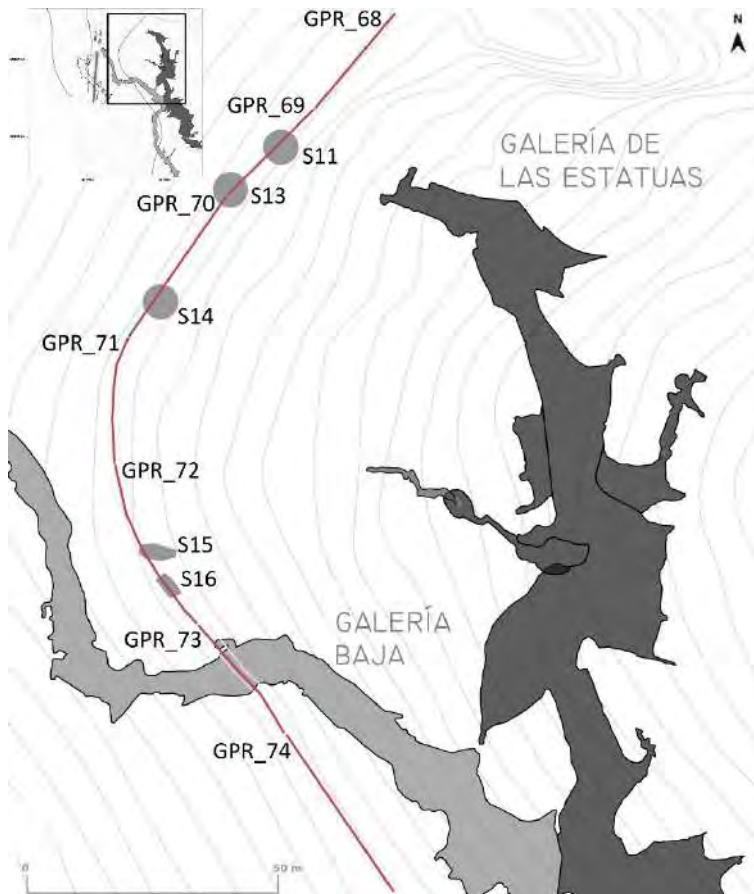 GPR_68
N
GPR_69
S11
GALERÍA DE
LAS ESTATUAS
GPR_70
S13
S14
GPR_71
GPR_72
S15
S16
GPR_73
GALERÍA
BAJA
GPR_74
0
50 m